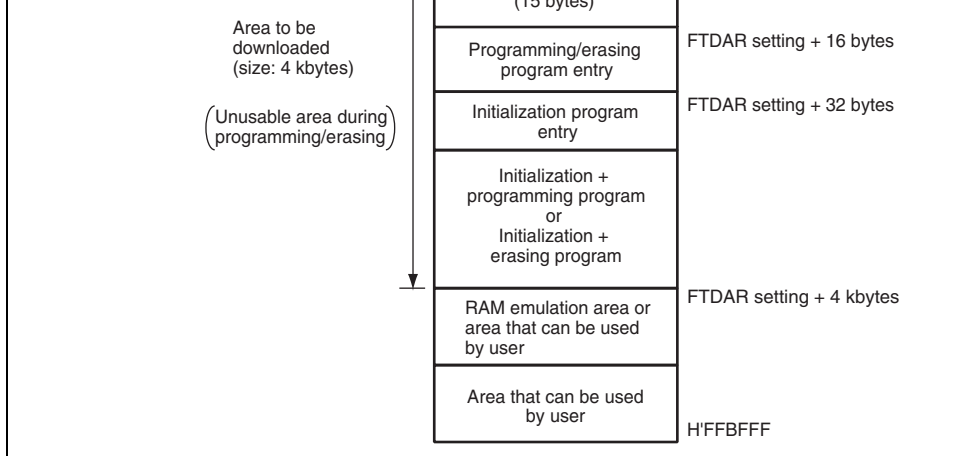 (15 bytes)
Area to be
downloaded
(size: 4 kbytes)
(Unusable area during
programming/erasing)
Programming/erasing
program entry
FTDAR setting + 16 bytes
Initialization program
entry
FTDAR setting + 32 bytes
Initialization +
programming program
or
Initialization +
erasing program
FTDAR setting + 4 kbytes
RAM emulation area or
area that can be used
by user
Area that can be used
by user
H'FFBFFF